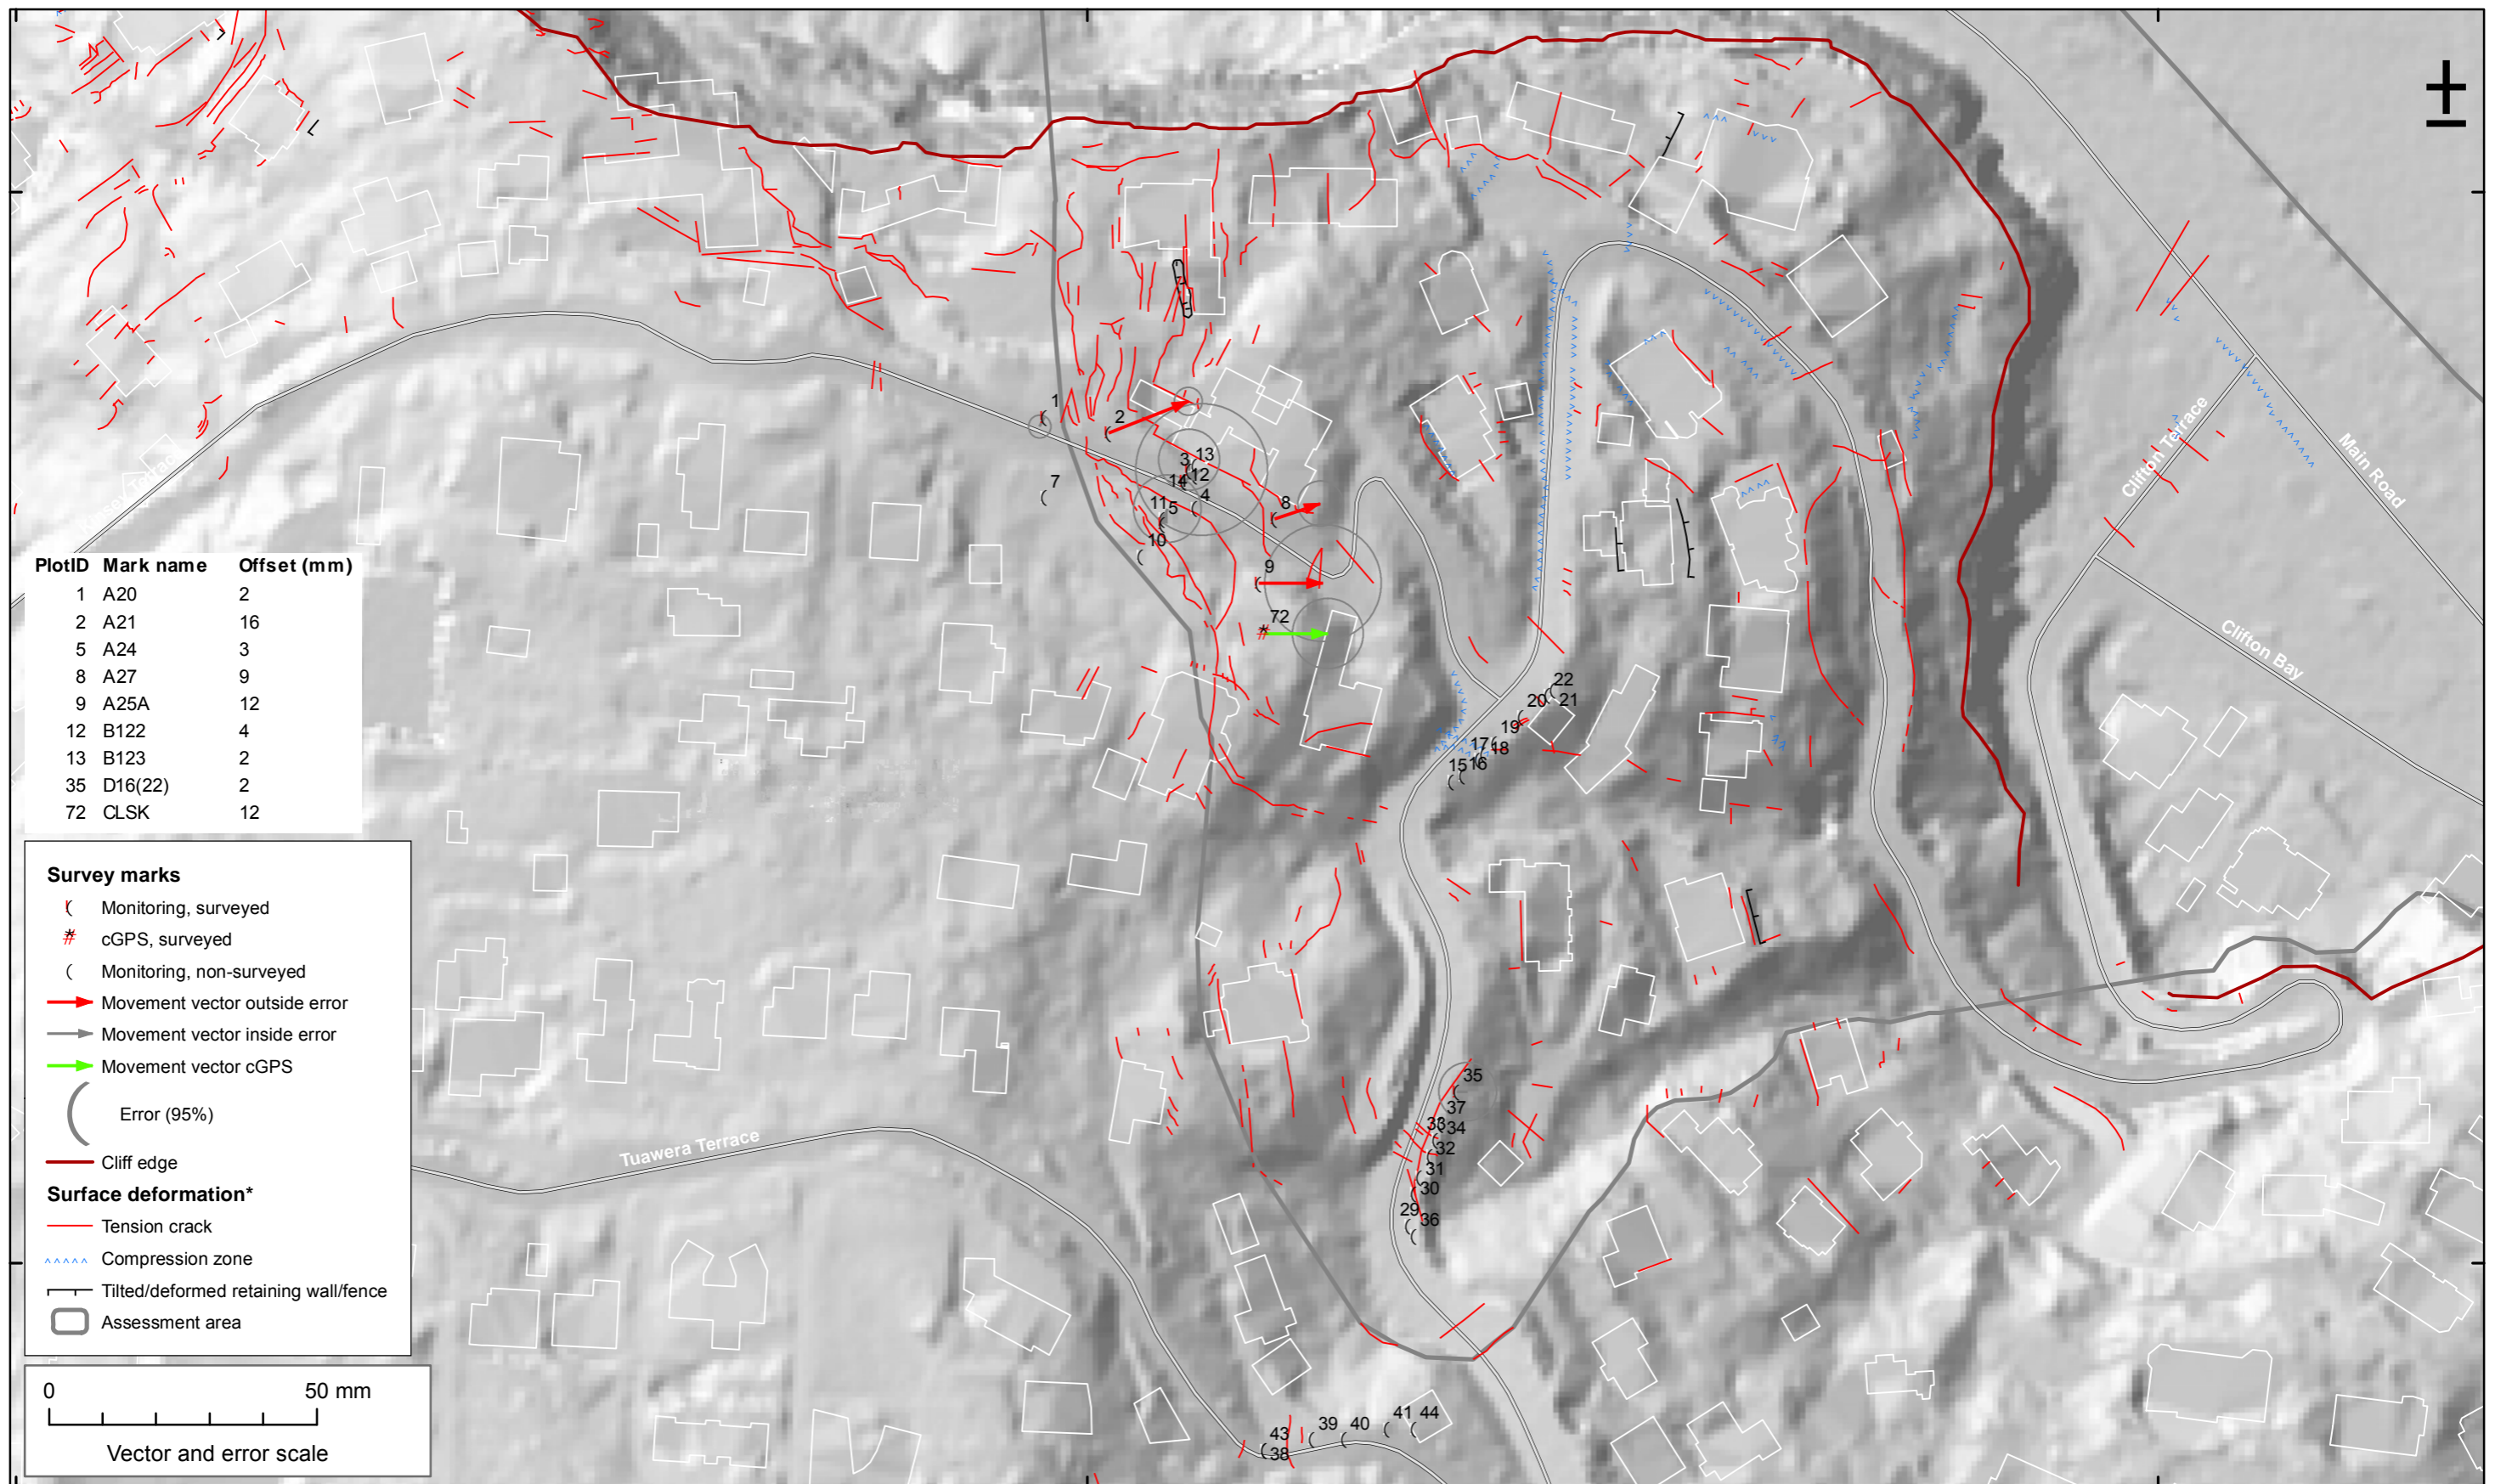 1
2
3
13
12
14
4
11
5
7
8
10
9
72
Clifton Terrace
Main Road
Clifton Bay
PlotID Mark name Offset (mm)
1 A20 2
2 A21 16
5 A24 3
8 A27 9
9 A25A 12
12 B122 4
13 B123 2
35 D16(22) 2
72 CLSK 12
22
20
21
19
17
18
15
16
Survey marks
Monitoring, surveyed
cGPS, surveyed
Monitoring, non-surveyed
Movement vector outside error
Movement vector inside error
Movement vector cGPS
Error (95%)
Cliff edge
Surface deformation*
Tension crack
Compression zone
Tilted/deformed retaining wall/fence
Assessment area
Tuawera Terrace
35
37
33
34
32
31
30
29
36
0 50 mm
Vector and error scale
43
38
39
40
41
44